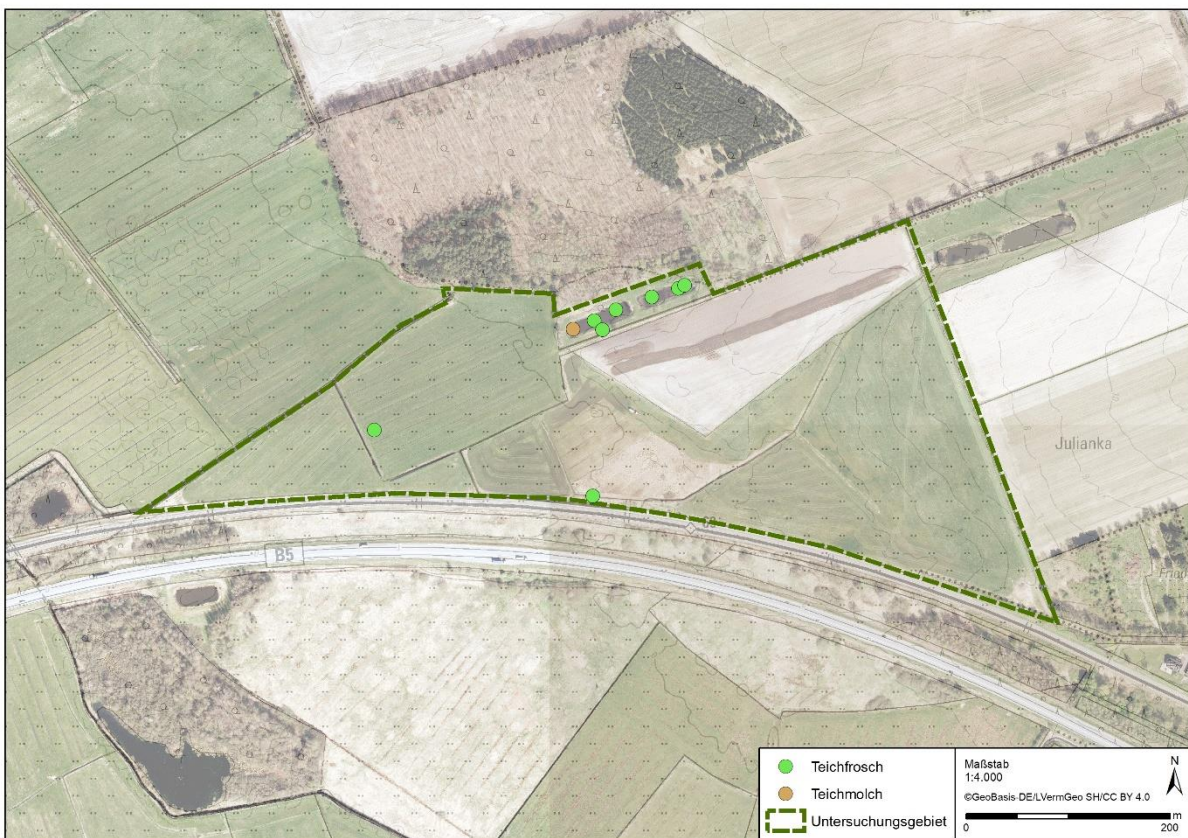 Julianka
B5
Teichfrosch
Teichmolch
Untersuchungsgebiet
Maßstab
1:4.000
©GeoBasis-DE/LVermGeo SH/CC BY 4.0
N
m
0 200